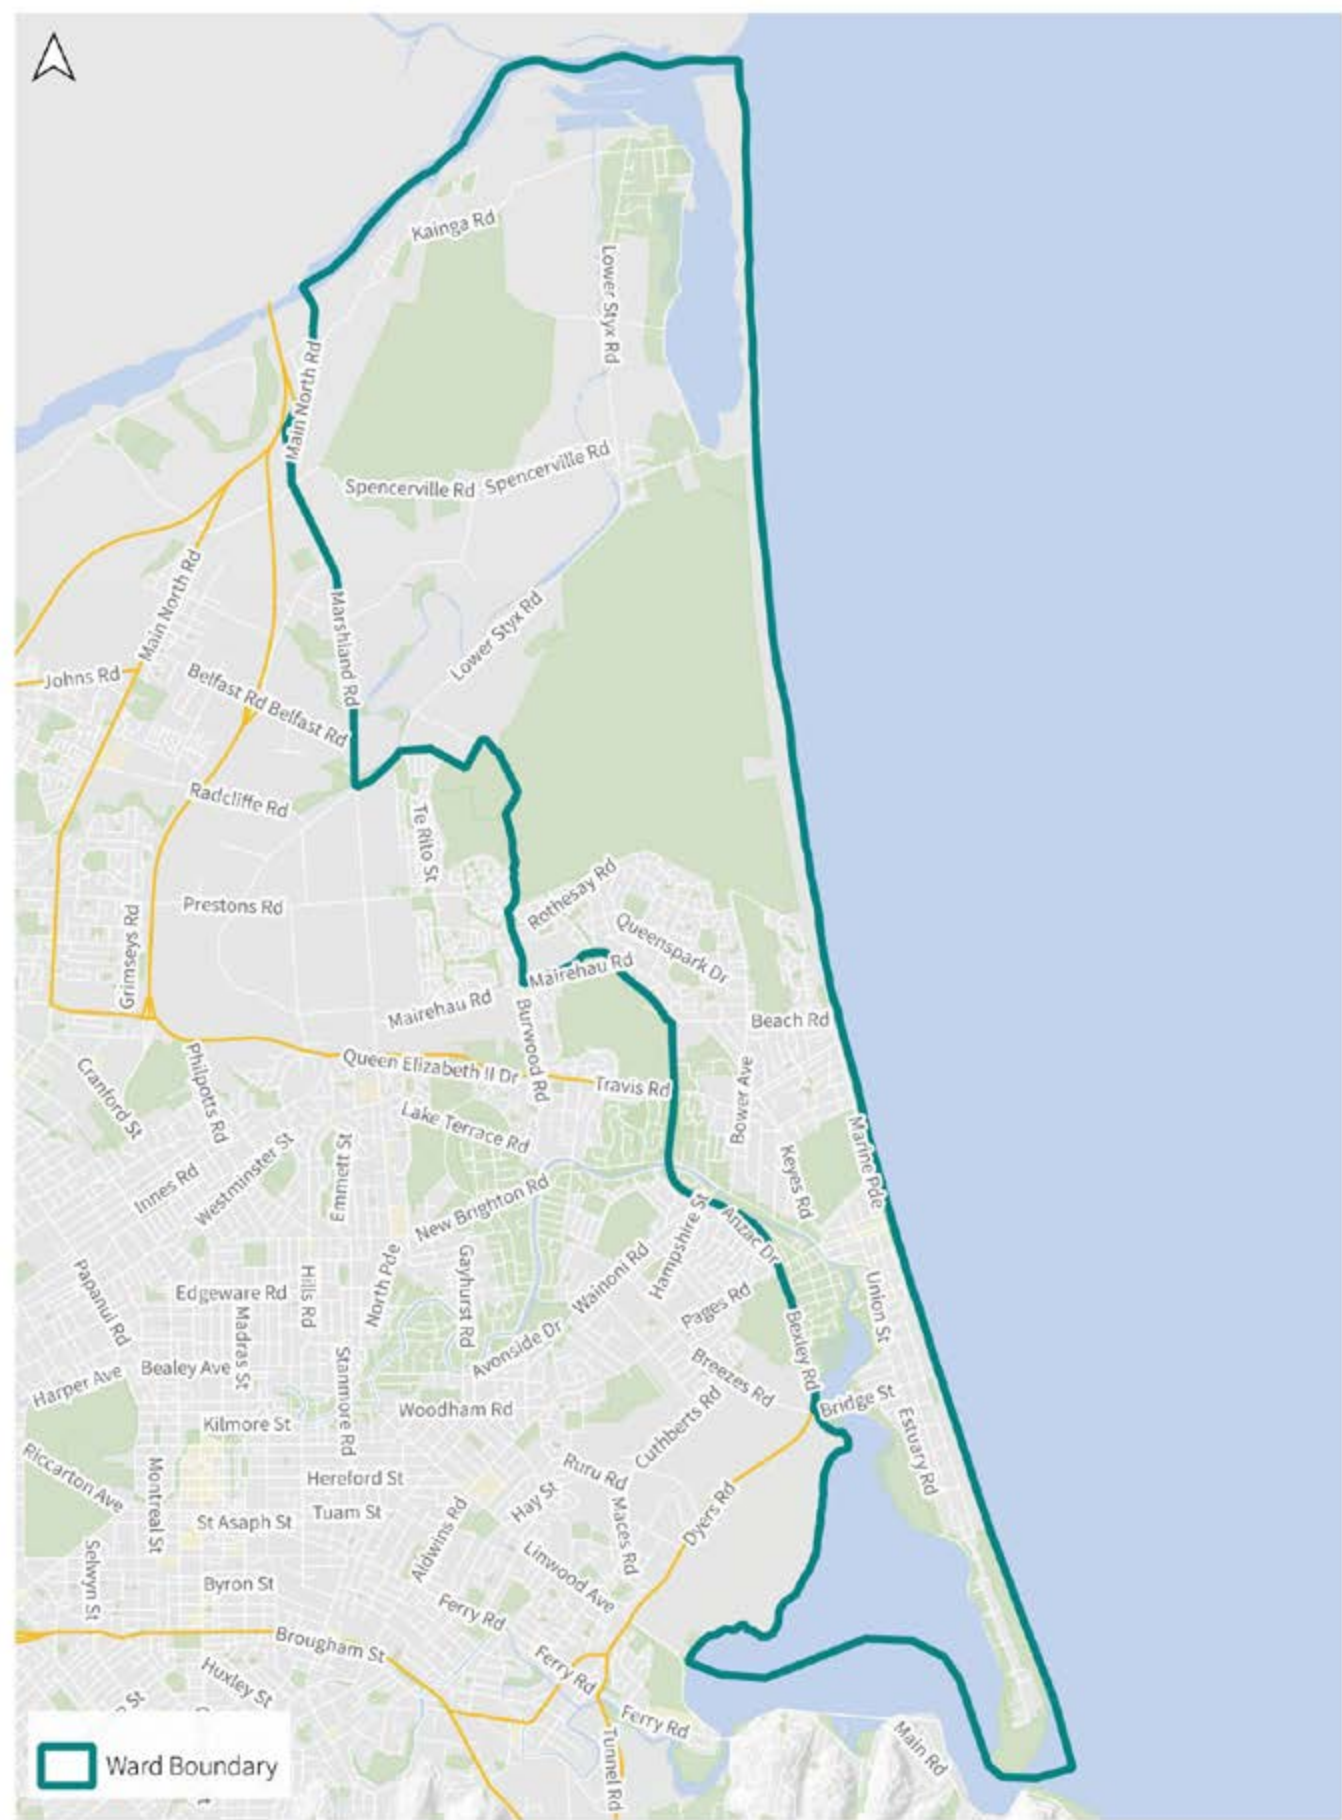 Kainga Rd
Lower Styx Rd
Main North Rd
Spencerville Rd
Spencerville Rd
Main North Rd
Marshland Rd
Lower Styx Rd
Johns Rd
Belfast Rd
Belfast Rd
Radcliffe Rd
Te Rito St
Rothesay Rd
Prestons Rd
Grimseys Rd
Queenspark Dr
Mairehau Rd
Mairehau Rd
Burwood Rd
Beach Rd
Queen Elizabeth II Dr
Travis Rd
Cranford St
Philpotts Rd
Bower Ave
Lake Terrace Rd
Marine Pde
Innes Rd
Westminster St
Emmett St
Keyes Rd
New Brighton Rd
Hampshire St
Anzac Dr
Papanui Rd
Edgeware Rd
Hills Rd
North Pde
Gayhurst Rd
Wainoni Rd
Union St
Pages Rd
Madras St
Bexley Rd
Avonside Dr
Harper Ave
Bealey Ave
Stanmore Rd
Breezes Rd
Bridge St
Kilmore St
Woodham Rd
Cuthberts Rd
Estuary Rd
Riccarton Ave
Montreal St
Hereford St
Ruru Rd
Hay St
Maces Rd
Dyers Rd
St Asaph St
Tuam St
Aldwins Rd
Selwyn St
Byron St
Linwood Ave
Ferry Rd
Brougham St
Huxley St
Ferry Rd
Ferry Rd
Tunnel Rd
Main Rd
Ward Boundary